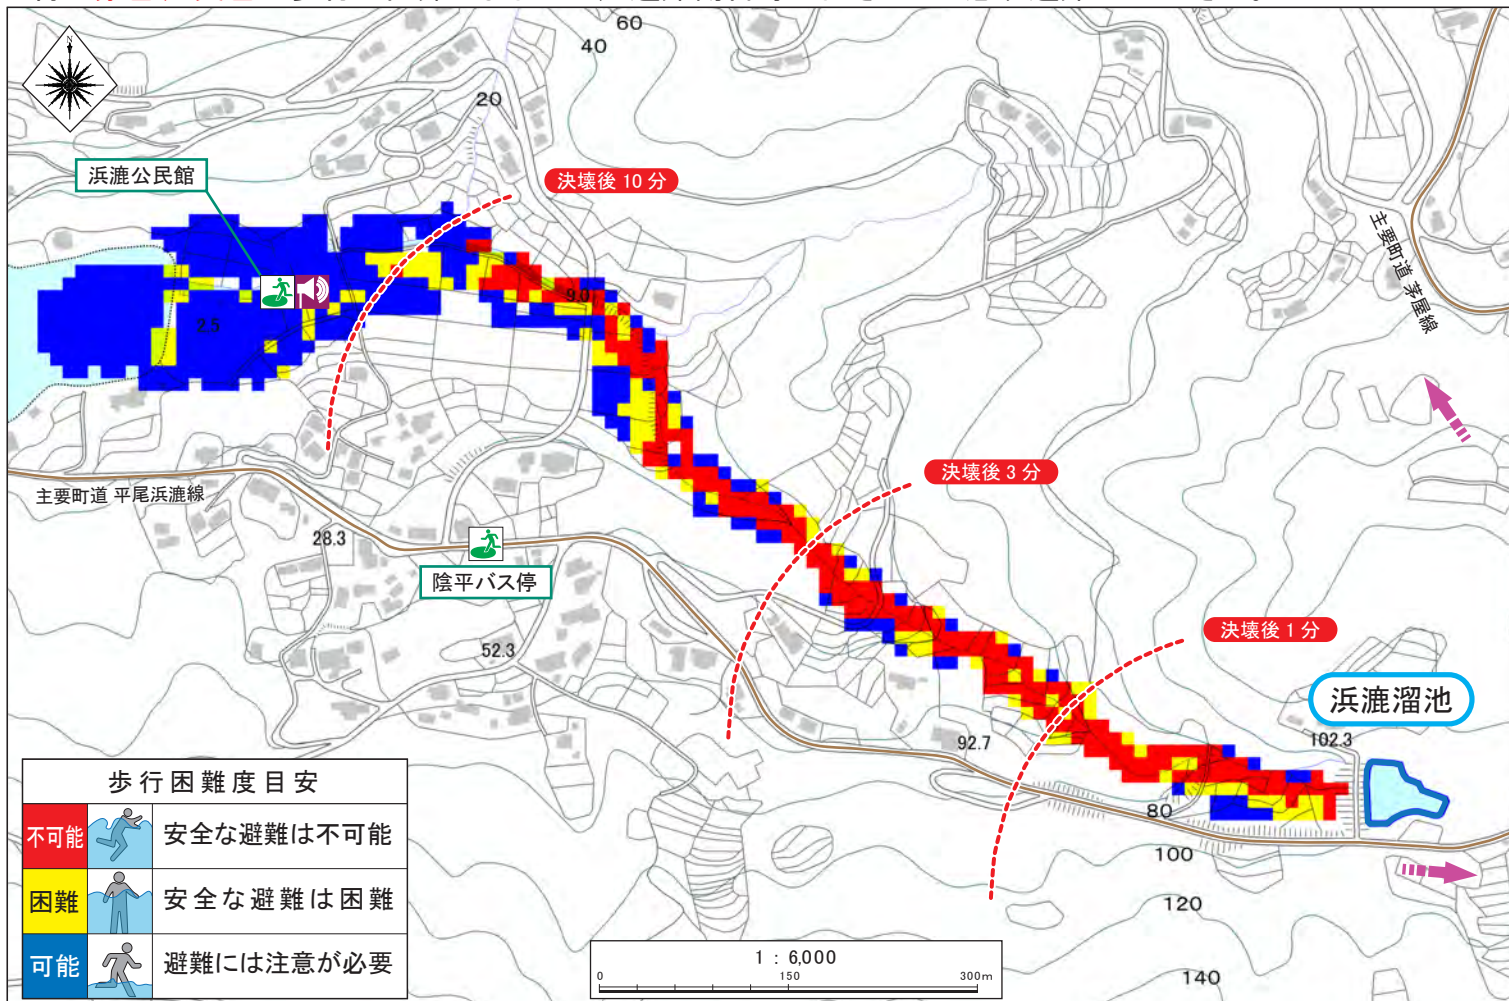 60
40
20
N
浜漉公民館
決壊後 10 分
主要町道 茅屋線
9.0
2.5
決壊後 3 分
主要町道 平尾浜漉線
28.3
陰平バス停
決壊後 1 分
52.3
浜漉溜池
92.7
102.3
80
100
120
140
歩行困難度目安
不可能 安全な避難は不可能
困難 安全な避難は困難
可能 避難には注意が必要
1 : 6,000
0 150 300m